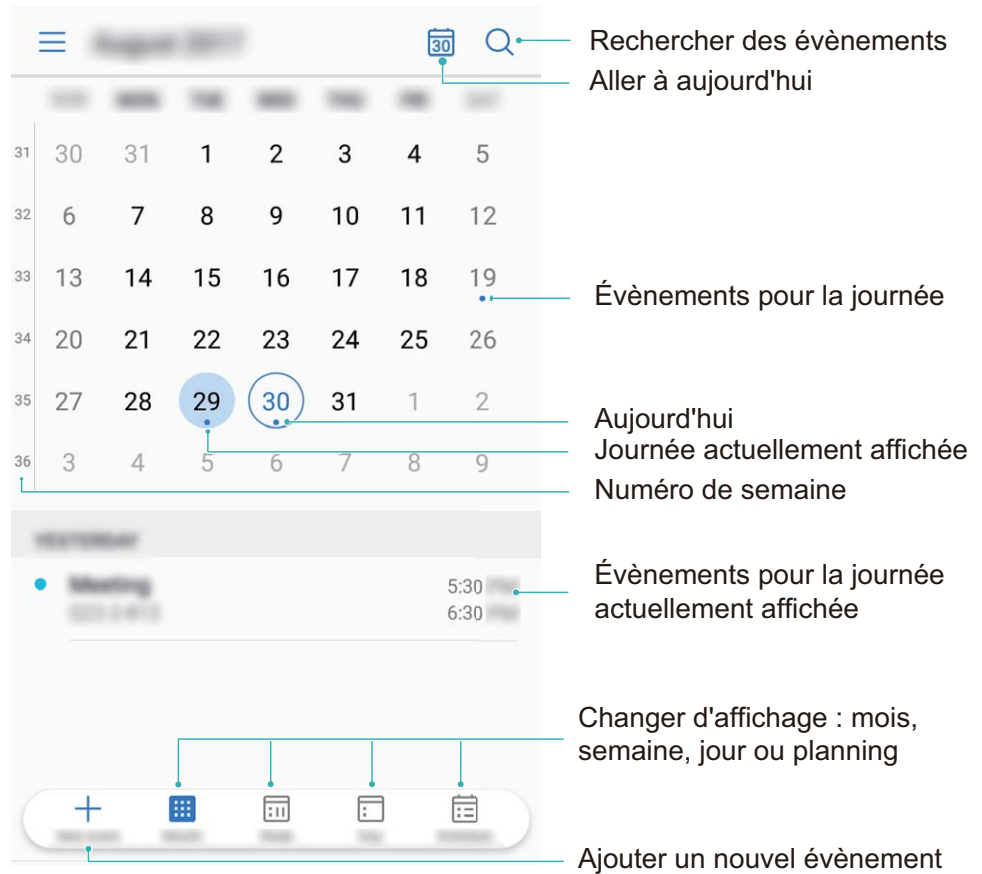 30
Rechercher des évènements
Aller à aujourd'hui
31 30 31 1 2 3 4 5
32 6 7 8 9 10 11 12
33 13 14 15 16 17 18 19
Évènements pour la journée
34 20 21 22 23 24 25 26
35 27 28 29 30 31 1 2
Aujourd'hui
Journée actuellement affichée
36 3 4 5 6 7 8 9
Numéro de semaine
5:30
6:30
Évènements pour la journée
actuellement affichée
Changer d'affichage : mois,
semaine, jour ou planning
Ajouter un nouvel évènement